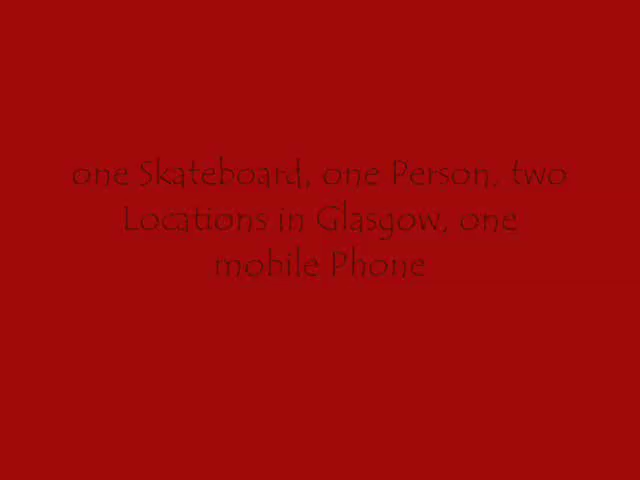 one Skateboard, one Person, two
Locations in Glasgow, one
mobile Phone